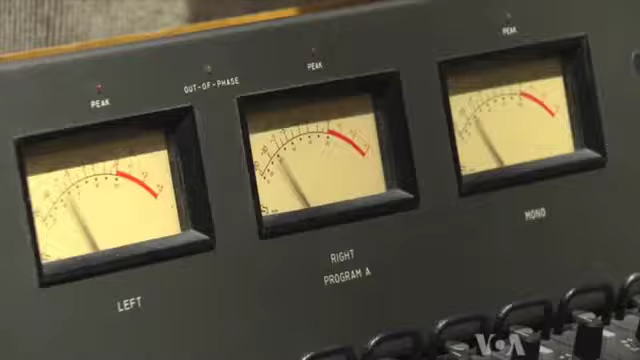 PEAK
OUT-OF-PHASE
PEAK
PEAK
LEFT
RIGHT
PROGRAM A
MONO
VOA